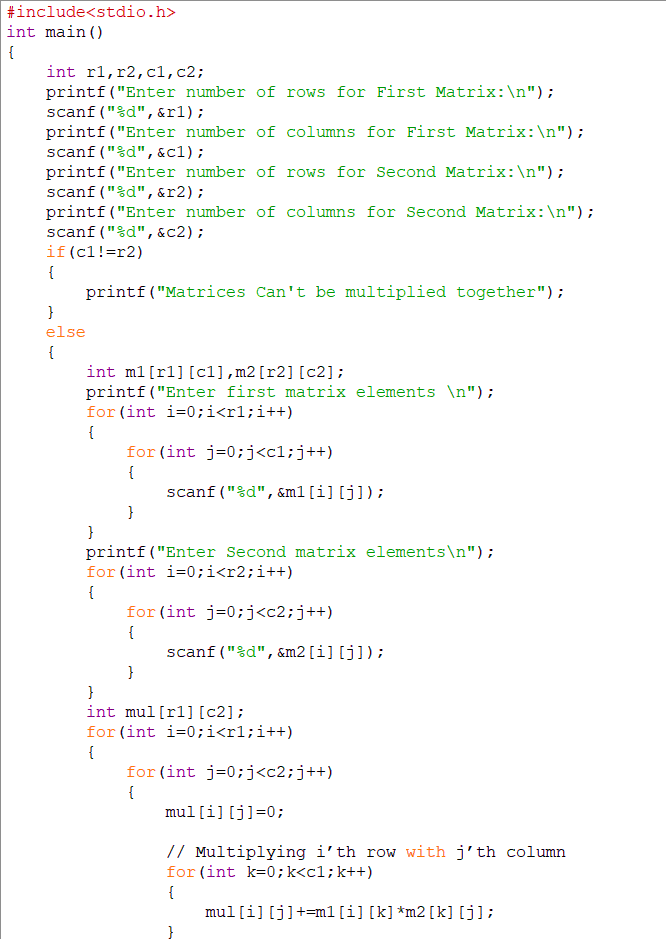 #include<stdio.h>
int main()
{
    int r1,r2,c1,c2;
    printf("Enter number of rows for First Matrix:\n");
    scanf("%d",&r1);
    printf("Enter number of columns for First Matrix:\n");
    scanf("%d",&c1);
    printf("Enter number of rows for Second Matrix:\n");
    scanf("%d",&r2);
    printf("Enter number of columns for Second Matrix:\n");
    scanf("%d",&c2);
    if(c1!=r2)
    {
        printf("Matrices Can't be multiplied together");
    }
    else
    {
        int m1[r1][c1],m2[r2][c2];
        printf("Enter first matrix elements \n");
        for(int i=0;i<r1;i++)
        {
            for(int j=0;j<c1;j++)
            {
                scanf("%d",&m1[i][j]);
            }
        }
        printf("Enter Second matrix elements\n");
        for(int i=0;i<r2;i++)
        {
            for(int j=0;j<c2;j++)
            {
                scanf("%d",&m2[i][j]);
            }
        }
        int mul[r1][c2];
        for(int i=0;i<r1;i++)
        {
            for(int j=0;j<c2;j++)
            {
                mul[i][j]=0;

                // Multiplying i’th row with j’th column
                for(int k=0;k<c1;k++)
                {
                    mul[i][j]+=m1[i][k]*m2[k][j];
                }